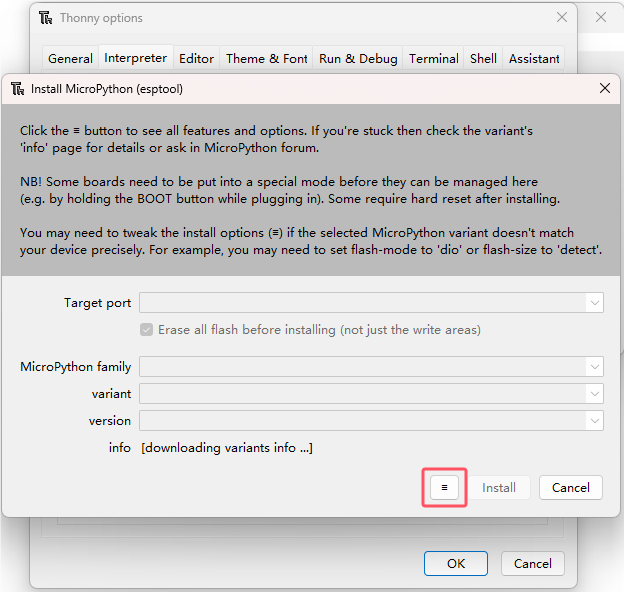 Thonny options
General Interpreter Editor Theme & Font Run & Debug Terminal Shell Assistant
Install MicroPython (esptool)
Click the ≡ button to see all features and options. If you're stuck then check the variant's
'info' page for details or ask in MicroPython forum.
NB! Some boards need to be put into a special mode before they can be managed here
(e.g. by holding the BOOT button while plugging in). Some require hard reset after installing.
You may need to tweak the install options (≡) if the selected MicroPython variant doesn't match
your device precisely. For example, you may need to set flash-mode to 'dio' or flash-size to 'detect'.
Target port
Erase all flash before installing (not just the write areas)
MicroPython family
variant
version
info [downloading variants info ...]
≡ Install Cancel
OK Cancel